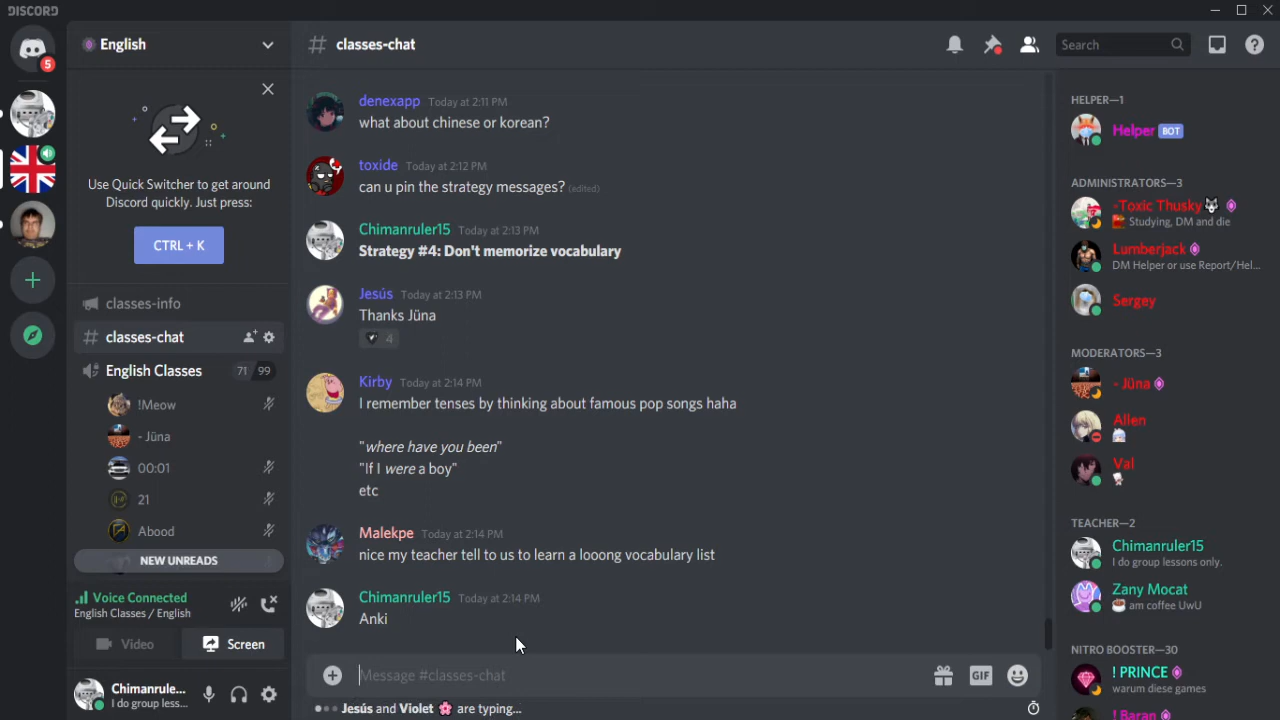 DISCORD
5
English
Use Quick Switcher to get around
Discord quickly. Just press:
CTRL + K
classes-info
classes-chat
English Classes 71 99
!Meow
- Jüna
00:01
21
Abood
NEW UNREADS
Voice Connected
English Classes / English
Video Screen
Chimanrule...
I do group less...
# classes-chat
Search
denexapp Today at 2:11 PM
what about chinese or korean?
toxide Today at 2:12 PM
can u pin the strategy messages? (edited)
Chimanruler15 Today at 2:13 PM
Strategy #4: Don't memorize vocabulary
Jesús Today at 2:13 PM
Thanks Jüna
4
Kirby Today at 2:14 PM
I remember tenses by thinking about famous pop songs haha
"where have you been"
"If I were a boy"
etc
Malekpe Today at 2:14 PM
nice my teacher tell to us to learn a looong vocabulary list
Chimanruler15 Today at 2:14 PM
Anki
Message #classes-chat
GIF
Jesús and Violet 🌸 are typing...
HELPER—1
Helper BOT
ADMINISTRATORS—3
Toxic Thusky
Studying, DM and die
Lumberjack
DM Helper or use Report/Hel...
Sergey
MODERATORS—3
- Jüna
Allen
Val
TEACHER—2
Chimanruler15
I do group lessons only.
Zany Mocat
am coffee UwU
NITRO BOOSTER—30
! PRINCE
warum diese games
! Baran